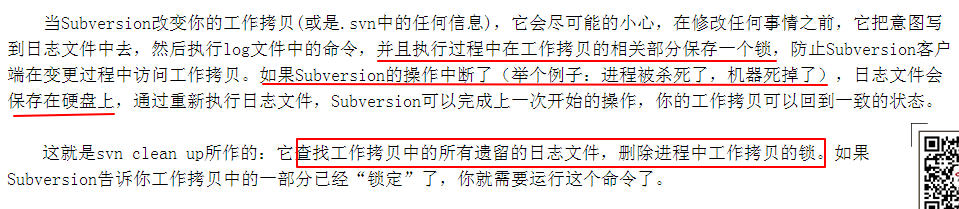 当Subversion改变你的工作拷贝(或是.svn中的任何信息)，它会尽可能的小心，在修改任何事情之前，它把意图写
到日志文件中去，然后执行log文件中的命令，并且执行过程中在工作拷贝的相关部分保存一个锁，防止Subversion客户
端在变更过程中访问工作拷贝。如果Subversion的操作中断了（举个例子：进程被杀死了，机器死掉了），日志文件会
保存在硬盘上，通过重新执行日志文件，Subversion可以完成上一次开始的操作，你的工作拷贝可以回到一致的状态。
这就是svn clean up所作的：它查找工作拷贝中的所有遗留的日志文件，删除进程中工作拷贝的锁。如果
Subversion告诉你工作拷贝中的一部分已经“锁定”了，你就需要运行这个命令了。